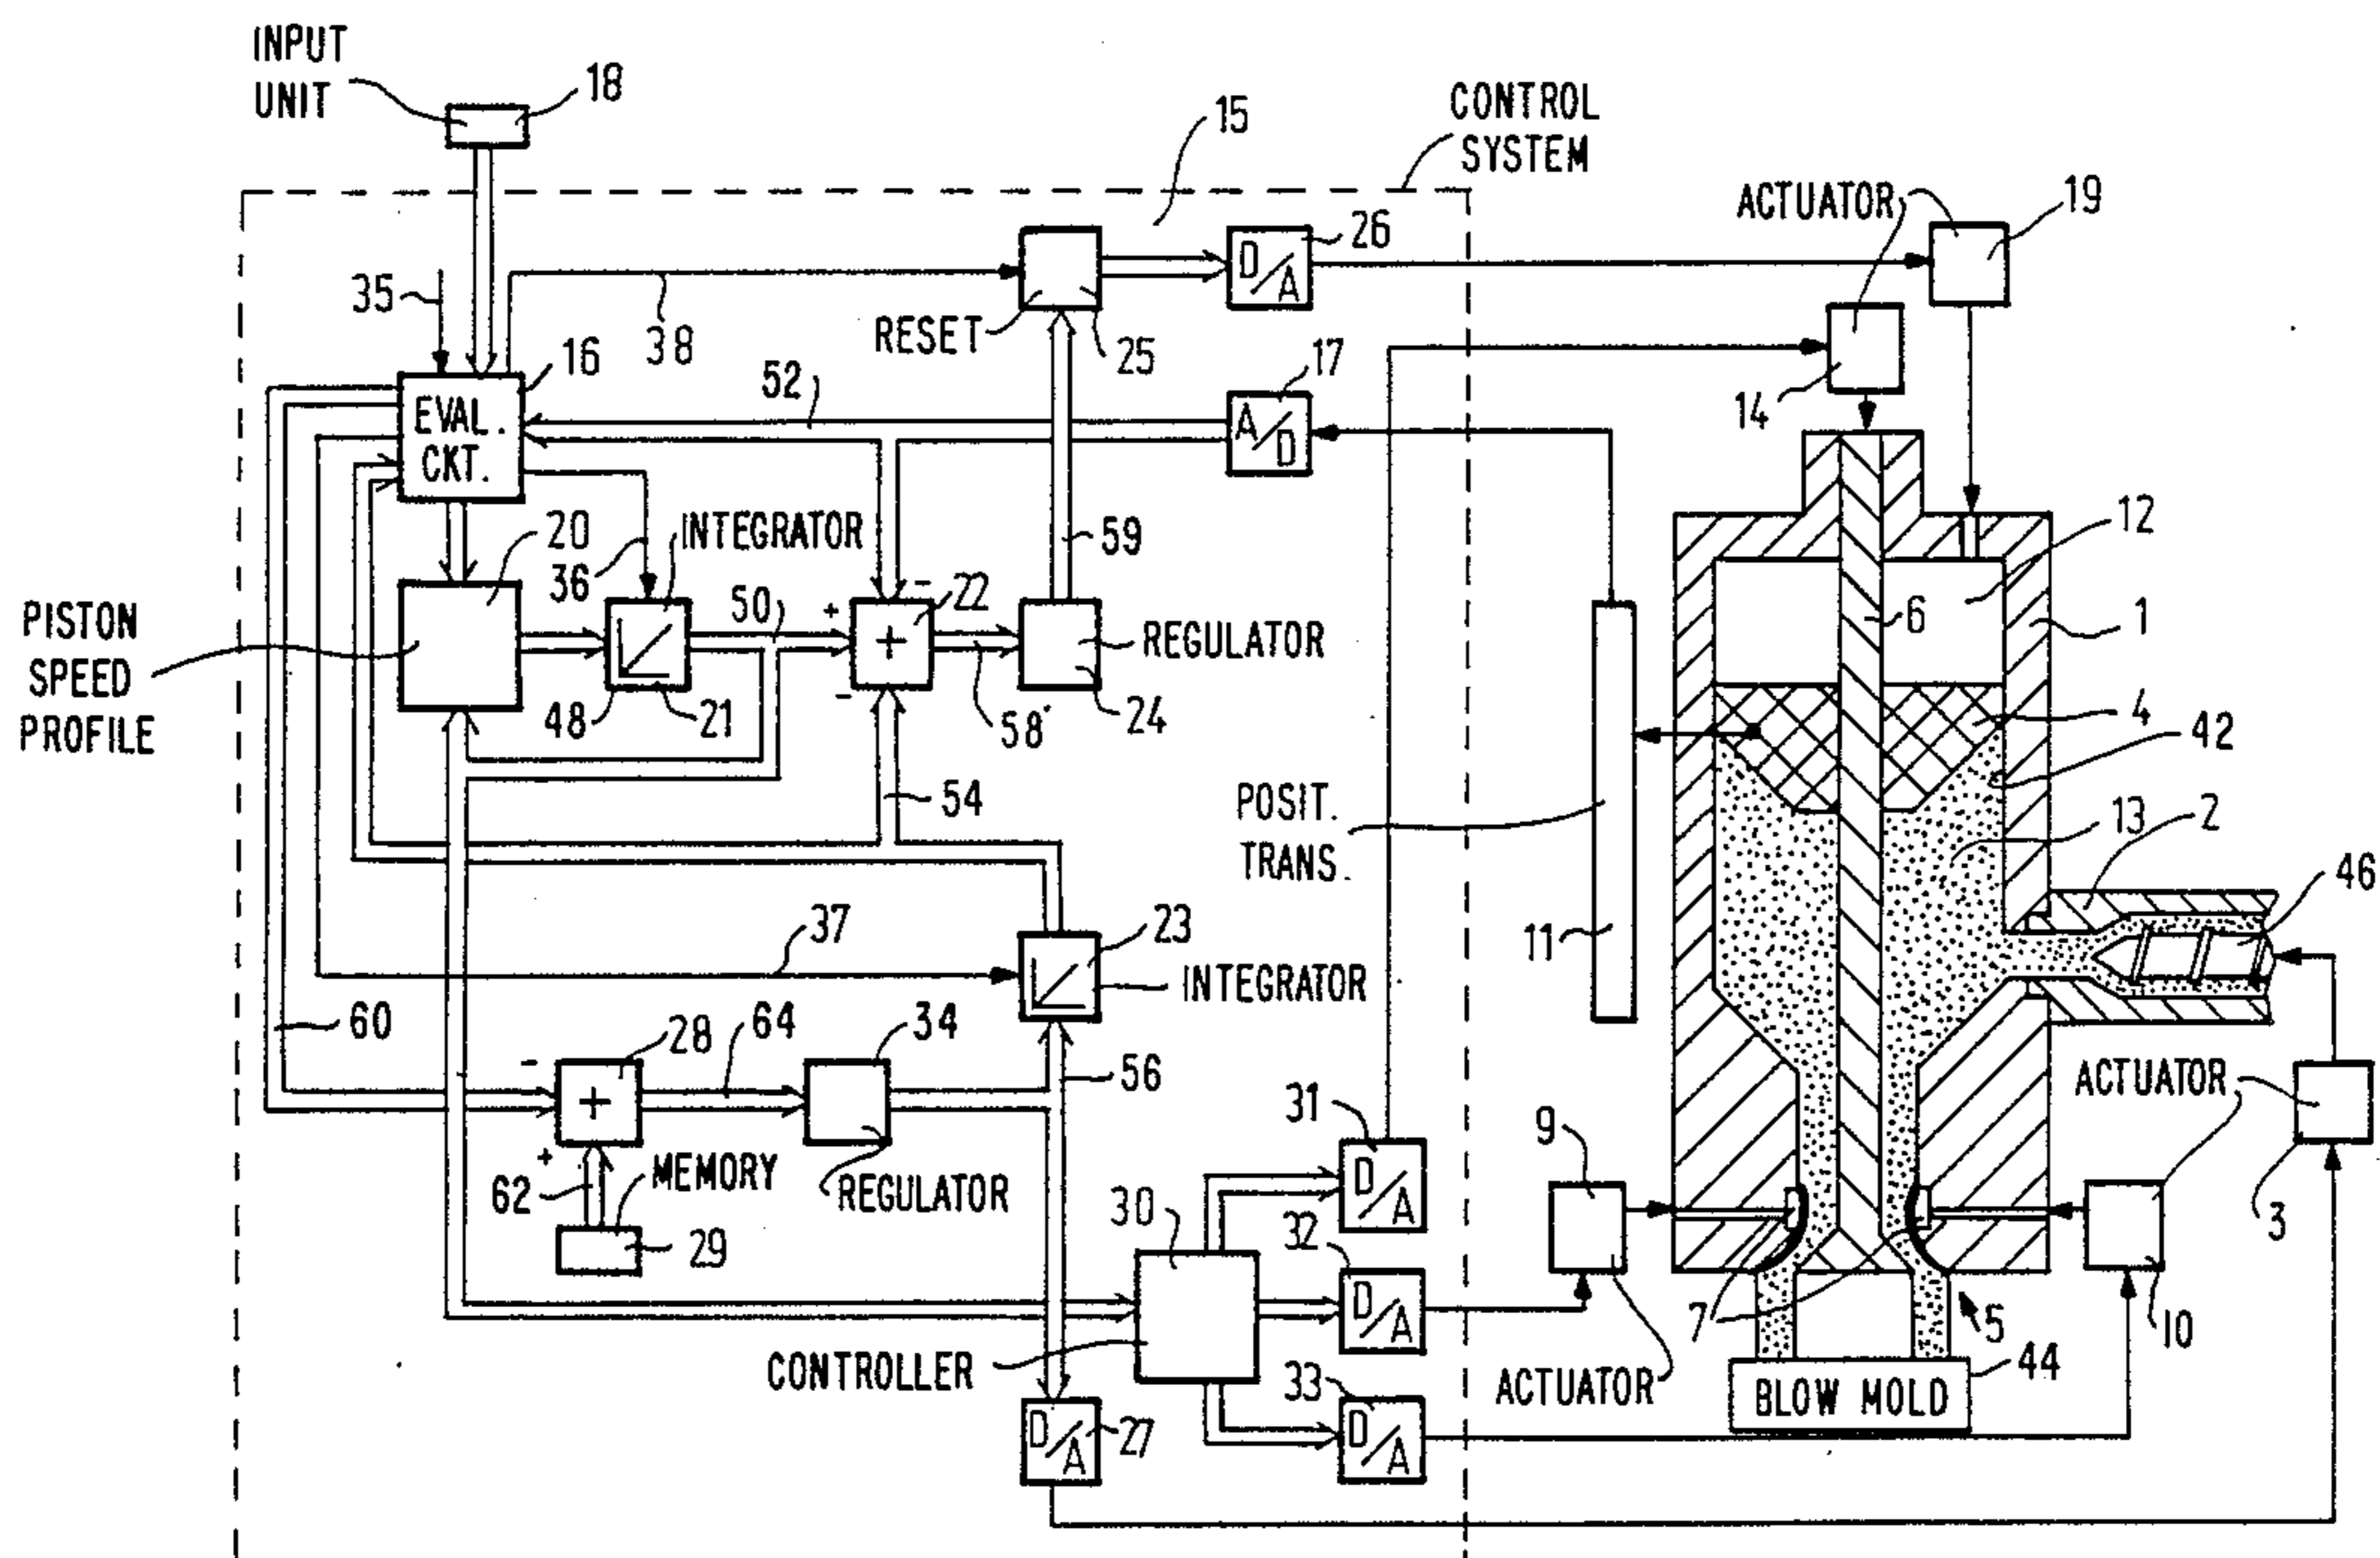 INPUT
UNIT
18
15
CONTROL
SYSTEM
ACTUATOR
19
D/A
26
35
38
RESET
25
16
52
17
14
EVAL.
CKT.
A/D
20
INTEGRATOR
59
12
36
50
+
-
22
6
1
PISTON
SPEED
PROFILE
+
REGULATOR
48
21
-
58
24
4
42
54
POSIT.
TRANS.
13
2
46
37
23
11
INTEGRATOR
60
-
28
64
34
56
ACTUATOR
+
31
9
D/A
+
62
MEMORY
REGULATOR
30
32
3
29
D/A
7
5
10
CONTROLLER
33
ACTUATOR
44
D/A
27
D/A
BLOW MOLD